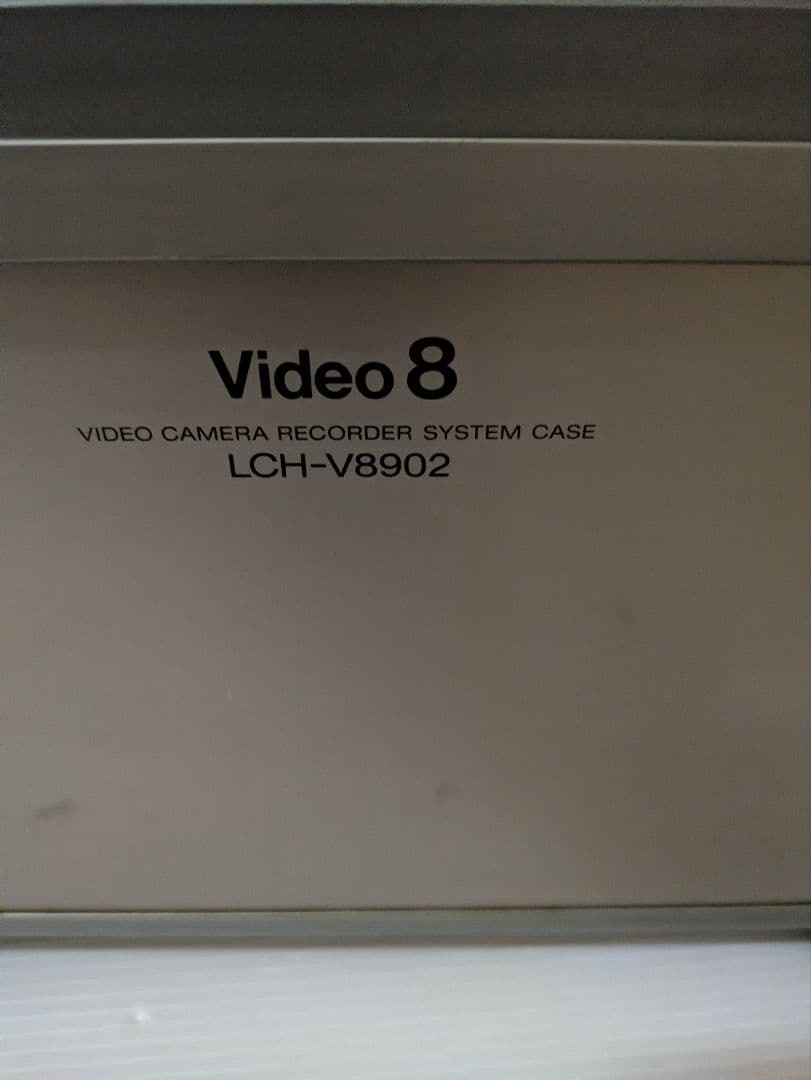 Video 8
VIDEO CAMERA RECORDER SYSTEM CASE
LCH-V8902